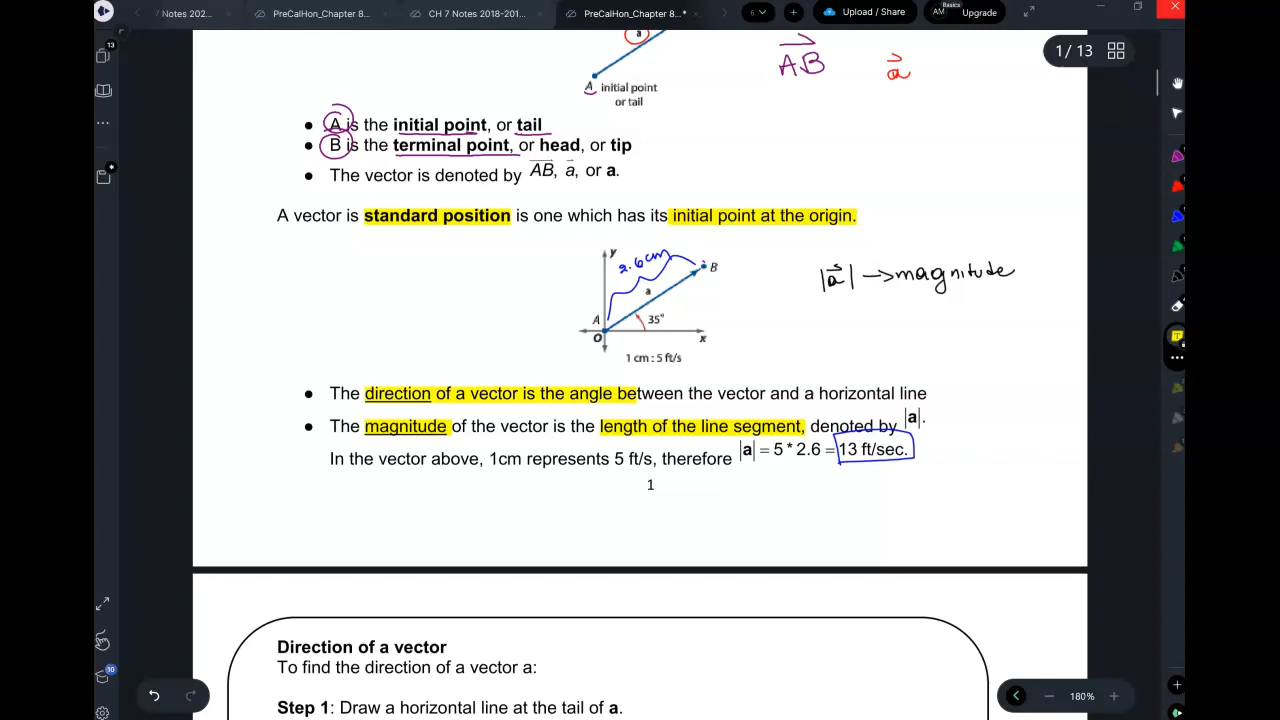 7 Notes 202...
PreCalHon_Chapter 8...
CH 7 Notes 2018-201...
PreCalHon_Chapter 8...*
6
Upload / Share
AM
Basics
Upgrade
1 / 13
13
a
AB
a
A initial point
or tail
• A is the initial point, or tail
• B is the terminal point, or head, or tip
• The vector is denoted by AB, a, or a.
A vector is standard position is one which has its initial point at the origin.
y
2.6cm
B
a
A
35°
O
x
1 cm : 5 ft/s
|a| → magnitude
• The direction of a vector is the angle between the vector and a horizontal line
• The magnitude of the vector is the length of the line segment, denoted by |a|.
In the vector above, 1cm represents 5 ft/s, therefore |a| = 5 * 2.6 = 13 ft/sec.
1
Direction of a vector
To find the direction of a vector a:
Step 1: Draw a horizontal line at the tail of a.
10
180%